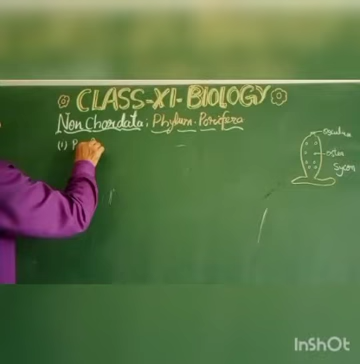 CLASS-XI-BIOLOGY
Non Chordata; Phylum-Porifera
(i) P
osculum
ostia
Sycon
InShOt